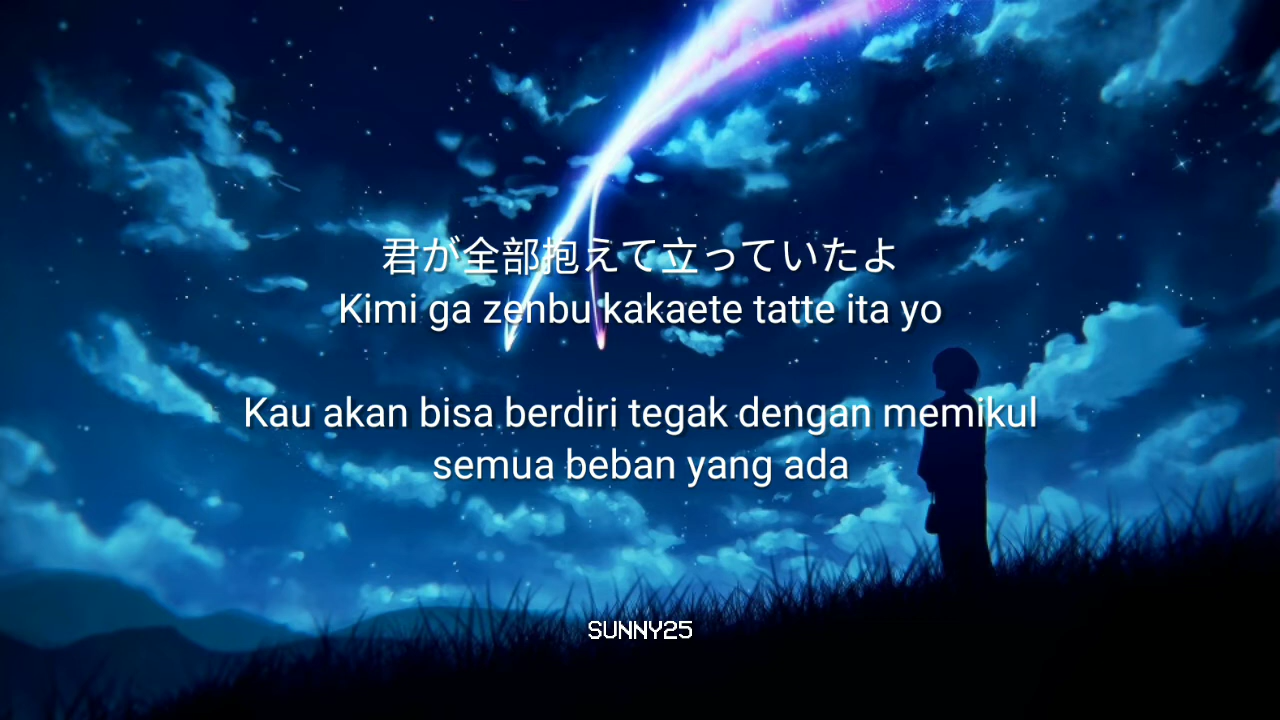 君が全部抱えて立っていたよ
Kimi ga zenbu kakaete tatte ita yo
Kau akan bisa berdiri tegak dengan memikul
semua beban yang ada
SUNNY25